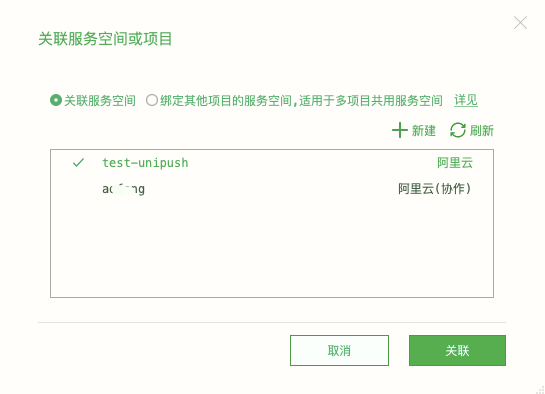 关联服务空间或项目
关联服务空间 绑定其他项目的服务空间,适用于多项目共用服务空间 详见
新建 刷新
test-unipush 阿里云
阿里云(协作)
取消 关联